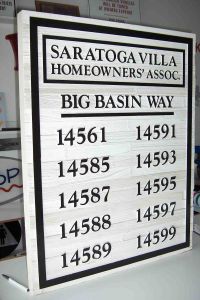 SARATOGA VILLA
HOMEOWNERS' ASSOC.
BIG BASIN WAY
14561 14591
14585 14593
14587 14595
14588 14597
14589 14599